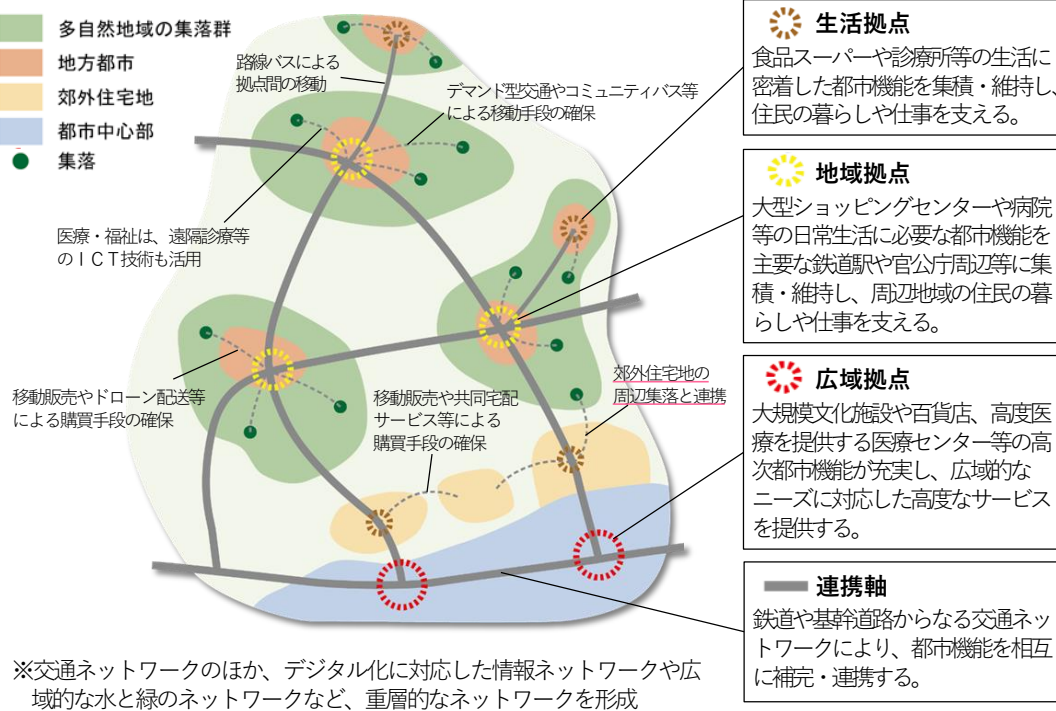 多自然地域の集落群
地方都市
郊外住宅地
都市中心部
集落
路線バスによる
拠点間の移動
デマンド型交通やコミュニティバス等
による移動手段の確保
医療・福祉は、遠隔診療等
のＩＣＴ技術も活用
移動販売やドローン配送等
による購買手段の確保
移動販売や共同宅配
サービス等による
購買手段の確保
郊外住宅地の
周辺集落と連携
生活拠点
食品スーパーや診療所等の生活に
密着した都市機能を集積・維持し、
住民の暮らしや仕事を支える。
地域拠点
大型ショッピングセンターや病院
等の日常生活に必要な都市機能を
主要な鉄道駅や官公庁周辺等に集
積・維持し、周辺地域の住民の暮
らしや仕事を支える。
広域拠点
大規模文化施設や百貨店、高度医
療を提供する医療センター等の高
次都市機能が充実し、広域的な
ニーズに対応した高度なサービス
を提供する。
連携軸
鉄道や基幹道路からなる交通ネッ
トワークにより、都市機能を相互
に補完・連携する。
※交通ネットワークのほか、デジタル化に対応した情報ネットワークや広
域的な水と緑のネットワークなど、重層的なネットワークを形成